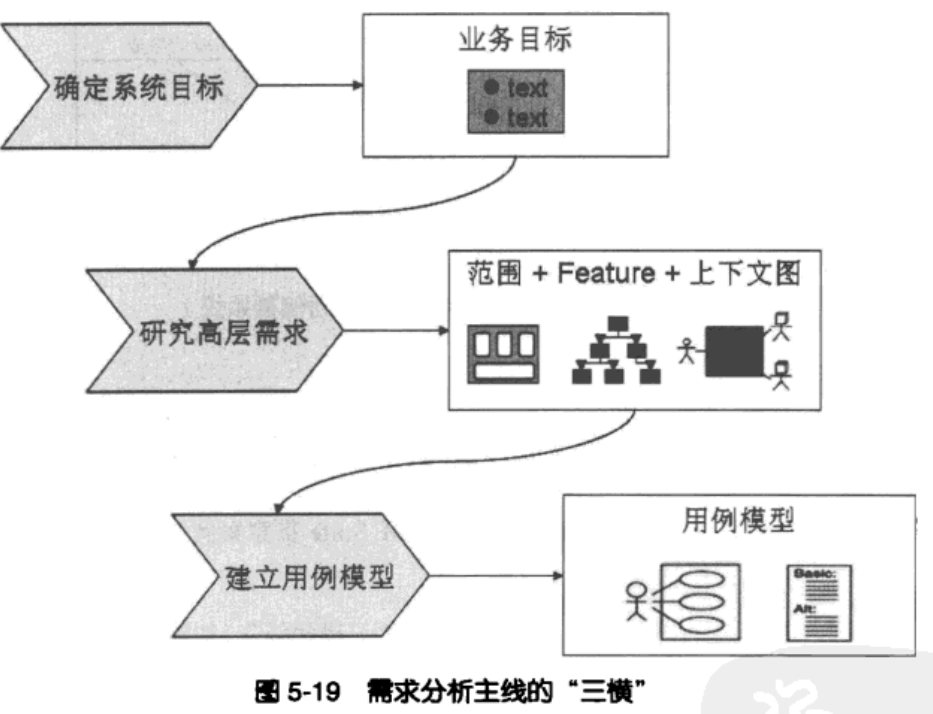 业务目标
确定系统目标
text
text
范围 + Feature + 上下文图
研究高层需求
用例模型
建立用例模型
Basic:
Alt:
图 5-19 需求分析主线的“三横”